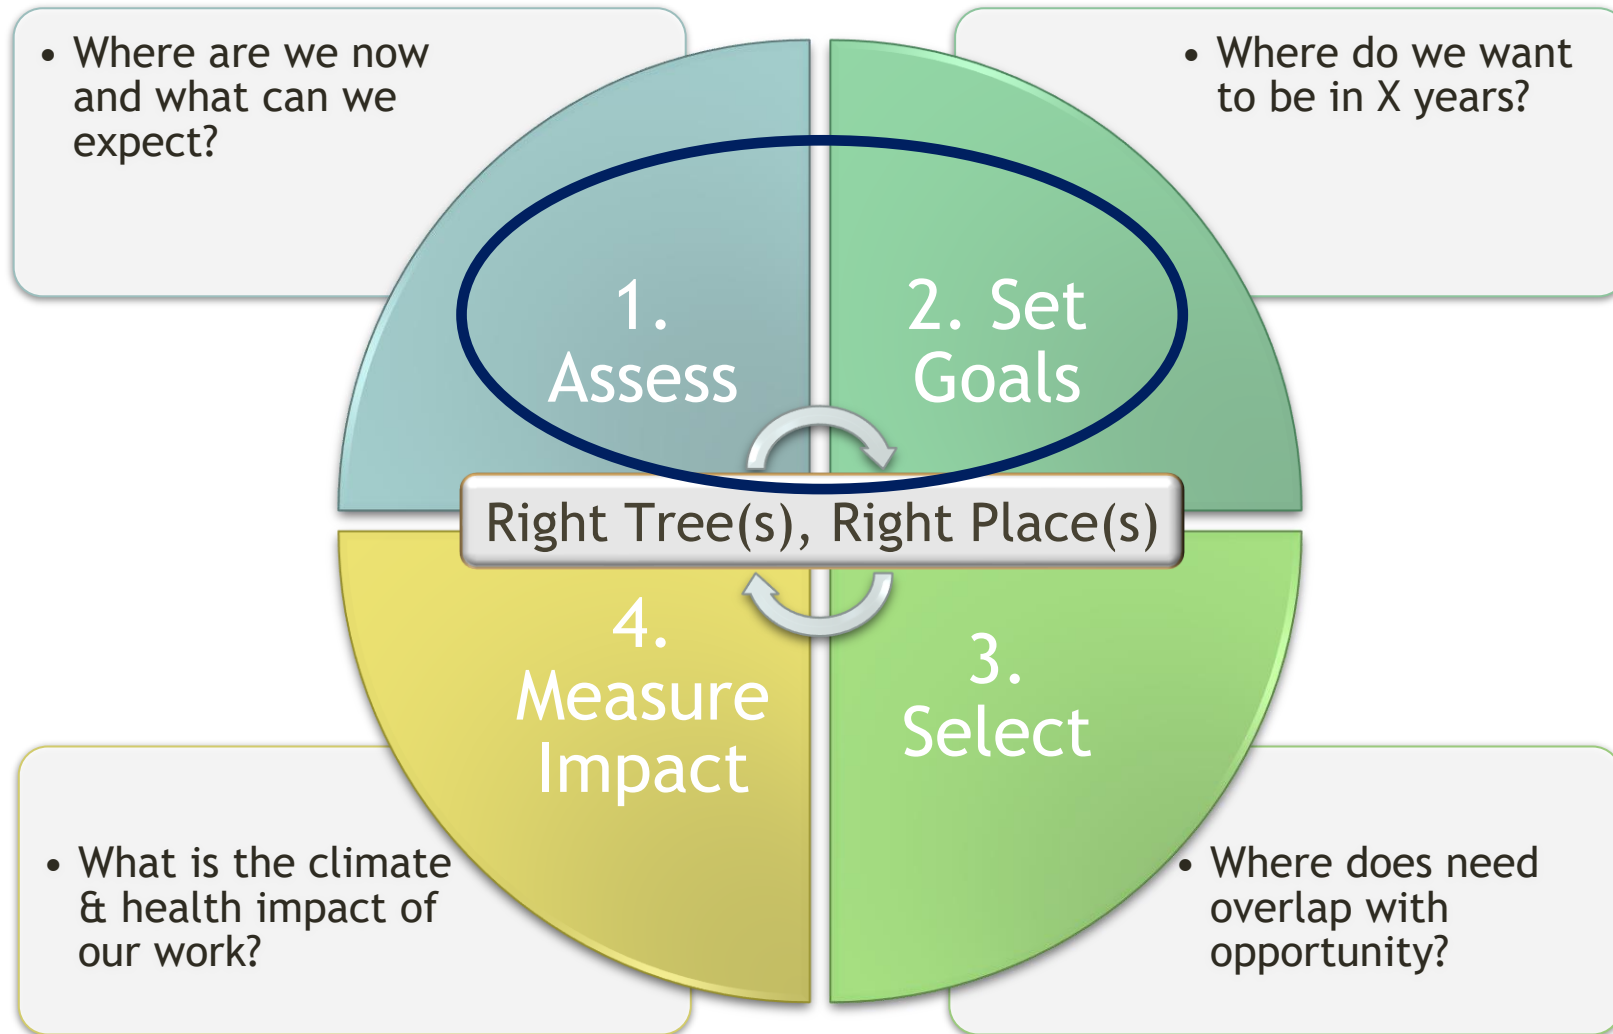 • Where are we now
and what can we
expect?
• Where do we want
to be in X years?
1.
Assess
2. Set
Goals
Right Tree(s), Right Place(s)
4.
Measure
Impact
3.
Select
• What is the climate
& health impact of
our work?
• Where does need
overlap with
opportunity?